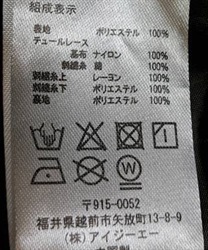 組成表示
表地 ポリエステル 100%
チュールレース
基布 ナイロン 100%
刺繍糸 綿 100%
刺繍糸上 レーヨン 100%
刺繍糸下 ポリエステル 100%
裏地 ポリエステル 100%
W
〒915-0052
福井県越前市矢放町13-8-9
(株) アイジーエー